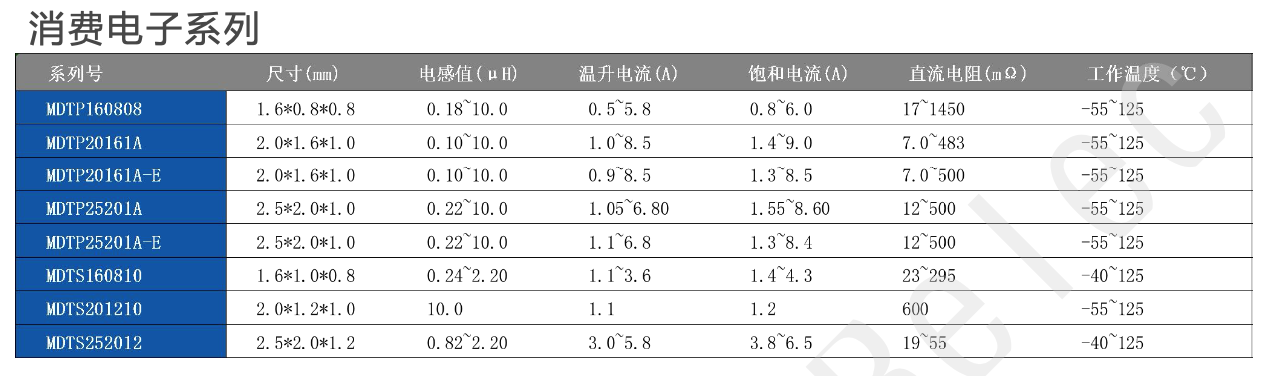 消费电子系列
系列号 尺寸(mm) 电感值(μH) 温升电流(A) 饱和电流(A) 直流电阻(mΩ) 工作温度（℃）
MDTP160808 1.6*0.8*0.8 0.18~10.0 0.5~5.8 0.8~6.0 17~1450 -55~125
MDTP20161A 2.0*1.6*1.0 0.10~10.0 1.0~8.5 1.4~9.0 7.0~483 -55~125
MDTP20161A-E 2.0*1.6*1.0 0.10~10.0 0.9~8.5 1.3~8.5 7.0~500 -55~125
MDTP25201A 2.5*2.0*1.0 0.22~10.0 1.05~6.80 1.55~8.60 12~500 -55~125
MDTP25201A-E 2.5*2.0*1.0 0.22~10.0 1.1~6.8 1.3~8.4 12~500 -55~125
MDTS160810 1.6*1.0*0.8 0.24~2.20 1.1~3.6 1.4~4.3 23~295 -40~125
MDTS201210 2.0*1.2*1.0 10.0 1.1 1.2 600 -55~125
MDTS252012 2.5*2.0*1.2 0.82~2.20 3.0~5.8 3.8~6.5 19~55 -40~125
Belec